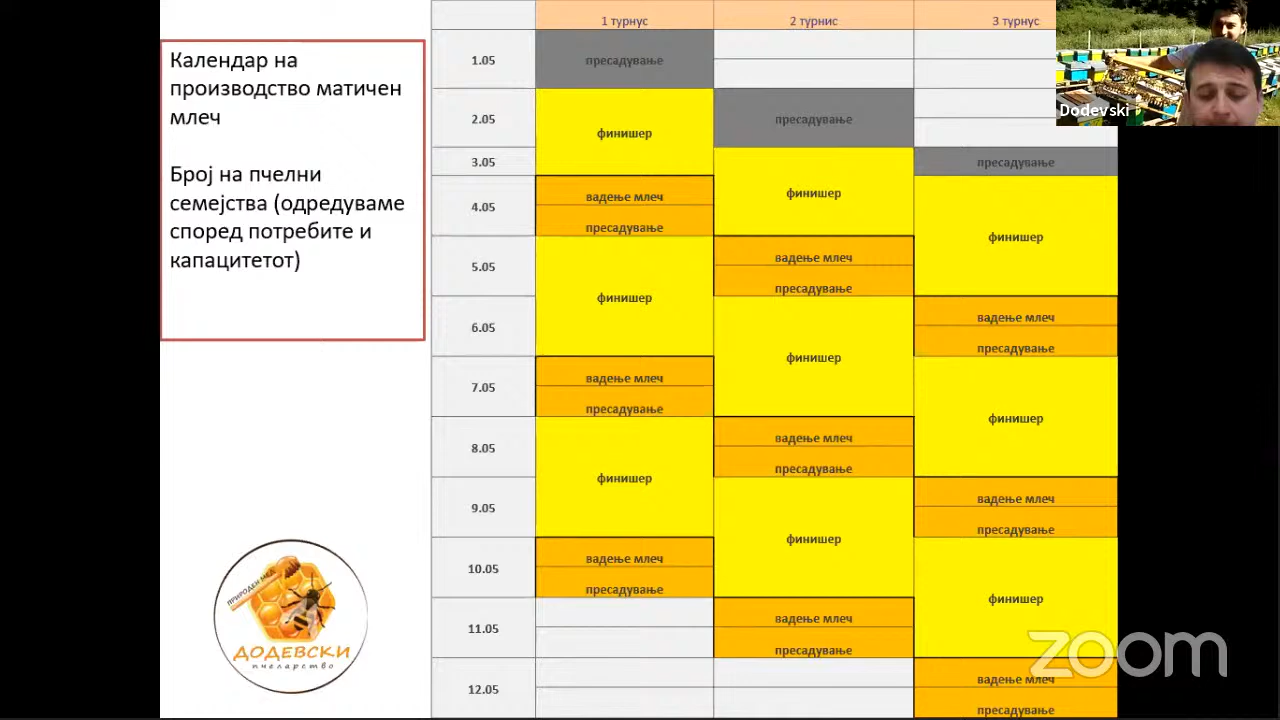 Календар на
производство матичен
млеч
Број на пчелни
семејства (одредуваме
според потребите и
капацитетот)
1 турнус
2 турнис
3 турнус
1.05
пресадување
2.05
финишер
пресадување
3.05
финишер
пресадување
4.05
вадење млеч
пресадување
финишер
5.05
финишер
вадење млеч
пресадување
6.05
финишер
вадење млеч
пресадување
7.05
вадење млеч
пресадување
финишер
8.05
финишер
вадење млеч
пресадување
9.05
финишер
вадење млеч
пресадување
10.05
вадење млеч
пресадување
финишер
11.05
вадење млеч
пресадување
12.05
вадење млеч
пресадување
Dodevski
ПРИРОДЕН МЕД
ДОДЕВСКИ
пчеларство
zoom